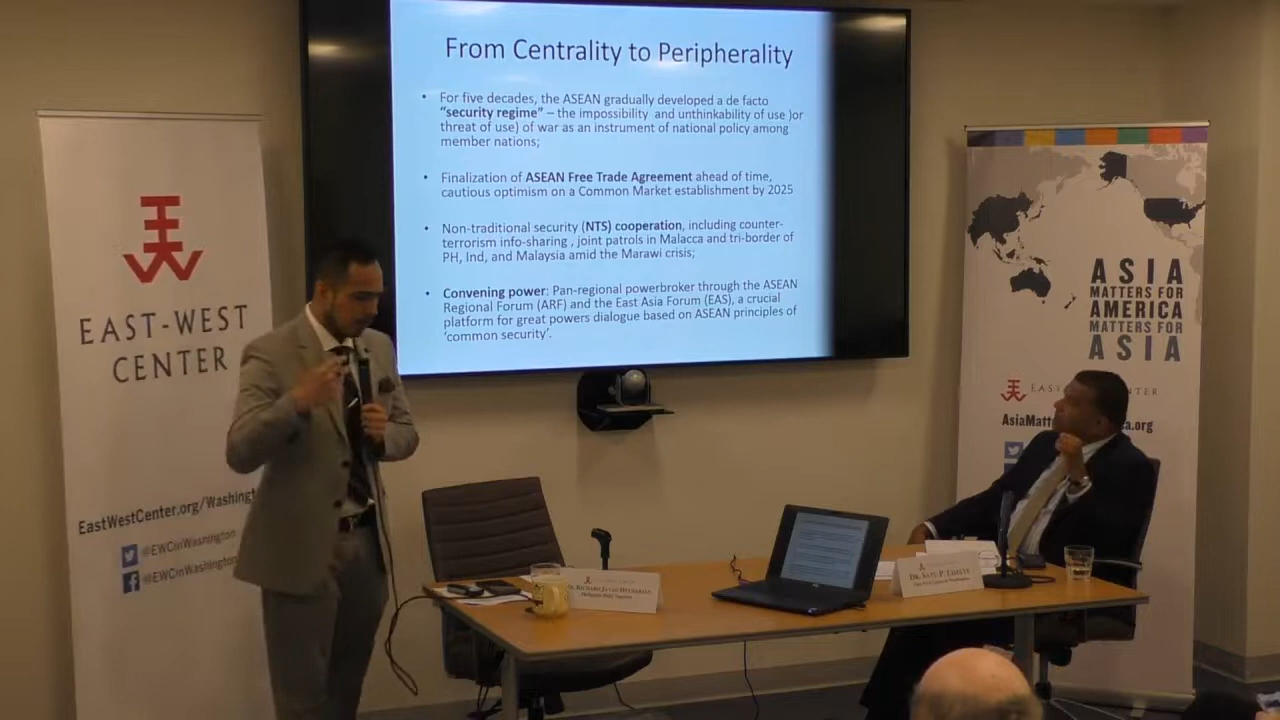 From Centrality to Peripherality
• For five decades, the ASEAN gradually developed a de facto
“security regime” – the impossibility and unthinkability of use )or
threat of use) of war as an instrument of national policy among
member nations;
• Finalization of ASEAN Free Trade Agreement ahead of time,
cautious optimism on a Common Market establishment by 2025
• Non-traditional security (NTS) cooperation, including counter-
terrorism info-sharing , joint patrols in Malacca and tri-border of
PH, Ind, and Malaysia amid the Marawi crisis;
• Convening power: Pan-regional powerbroker through the ASEAN
Regional Forum (ARF) and the East Asia Forum (EAS), a crucial
platform for great powers dialogue based on ASEAN principles of
‘common security’.
EAST-WEST
CENTER
EastWestCenter.org/Washingt
@EWCinWashington
@EWCinWashington
ASIA
MATTERS FOR
AMERICA
MATTERS FOR
ASIA
AsiaMatt
a.org